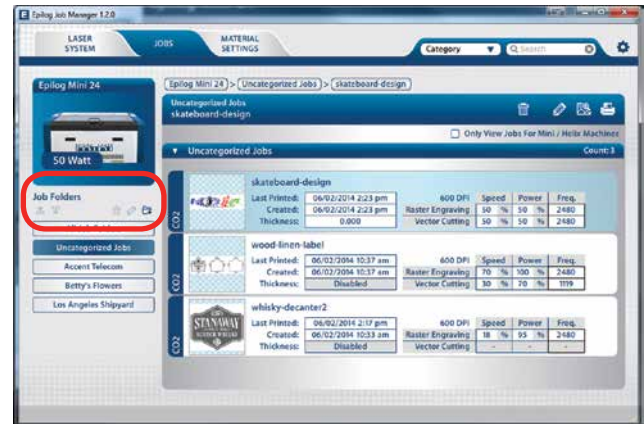 Epilog Job Manager 1.2.0
LASER SYSTEM
JOBS
MATERIAL SETTINGS
Category
Search
Epilog Mini 24
50 Watt
Job Folders
Uncategorized Jobs
Accent Telecom
Betty's Flowers
Los Angeles Shipyard
Epilog Mini 24 > Uncategorized Jobs > skateboard-design
Uncategorized Jobs
skateboard-design
Only View Jobs For Mini / Helix Machines
Uncategorized Jobs Count: 3
CO2
skateboard-design
Last Printed: 06/02/2014 2:23 pm 600 DPI Speed Power Freq.
Created: 06/02/2014 2:23 pm Raster Engraving 50 % 50 % 2480
Thickness: 0.000 Vector Cutting 50 % 50 % 2480
CO2
wood-linen-label
Last Printed: 06/02/2014 10:37 am 600 DPI Speed Power Freq.
Created: 06/02/2014 10:37 am Raster Engraving 70 % 100 % 2480
Thickness: Disabled Vector Cutting 30 % 70 % 1119
CO2
STANAWAY
whisky-decanter2
Last Printed: 06/02/2014 2:17 pm 600 DPI Speed Power Freq.
Created: 06/02/2014 10:33 am Raster Engraving 18 % 95 % 2480
Thickness: Disabled Vector Cutting - - -